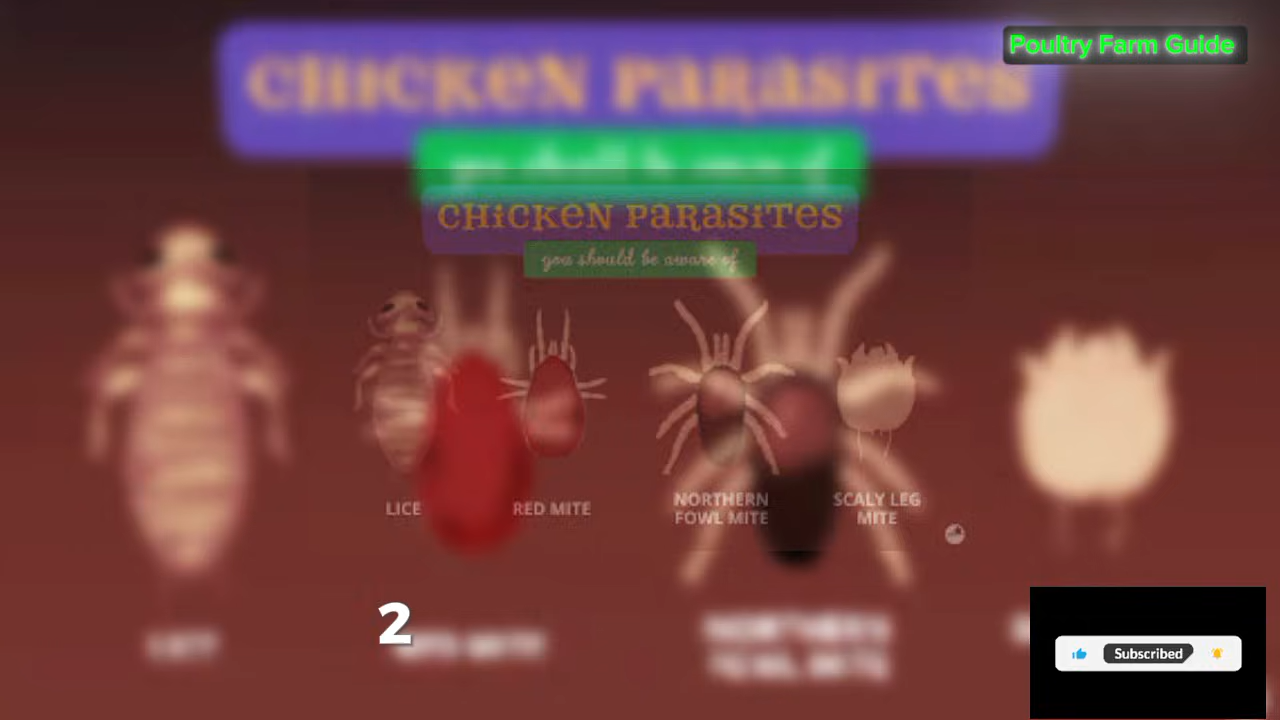 Poultry Farm Guide
CHICKEN PARASITES
CHICKEN PARASITES
you should be aware of
LICE
RED MITE
NORTHERN
FOWL MITE
SCALY LEG
MITE
2
Subscribed